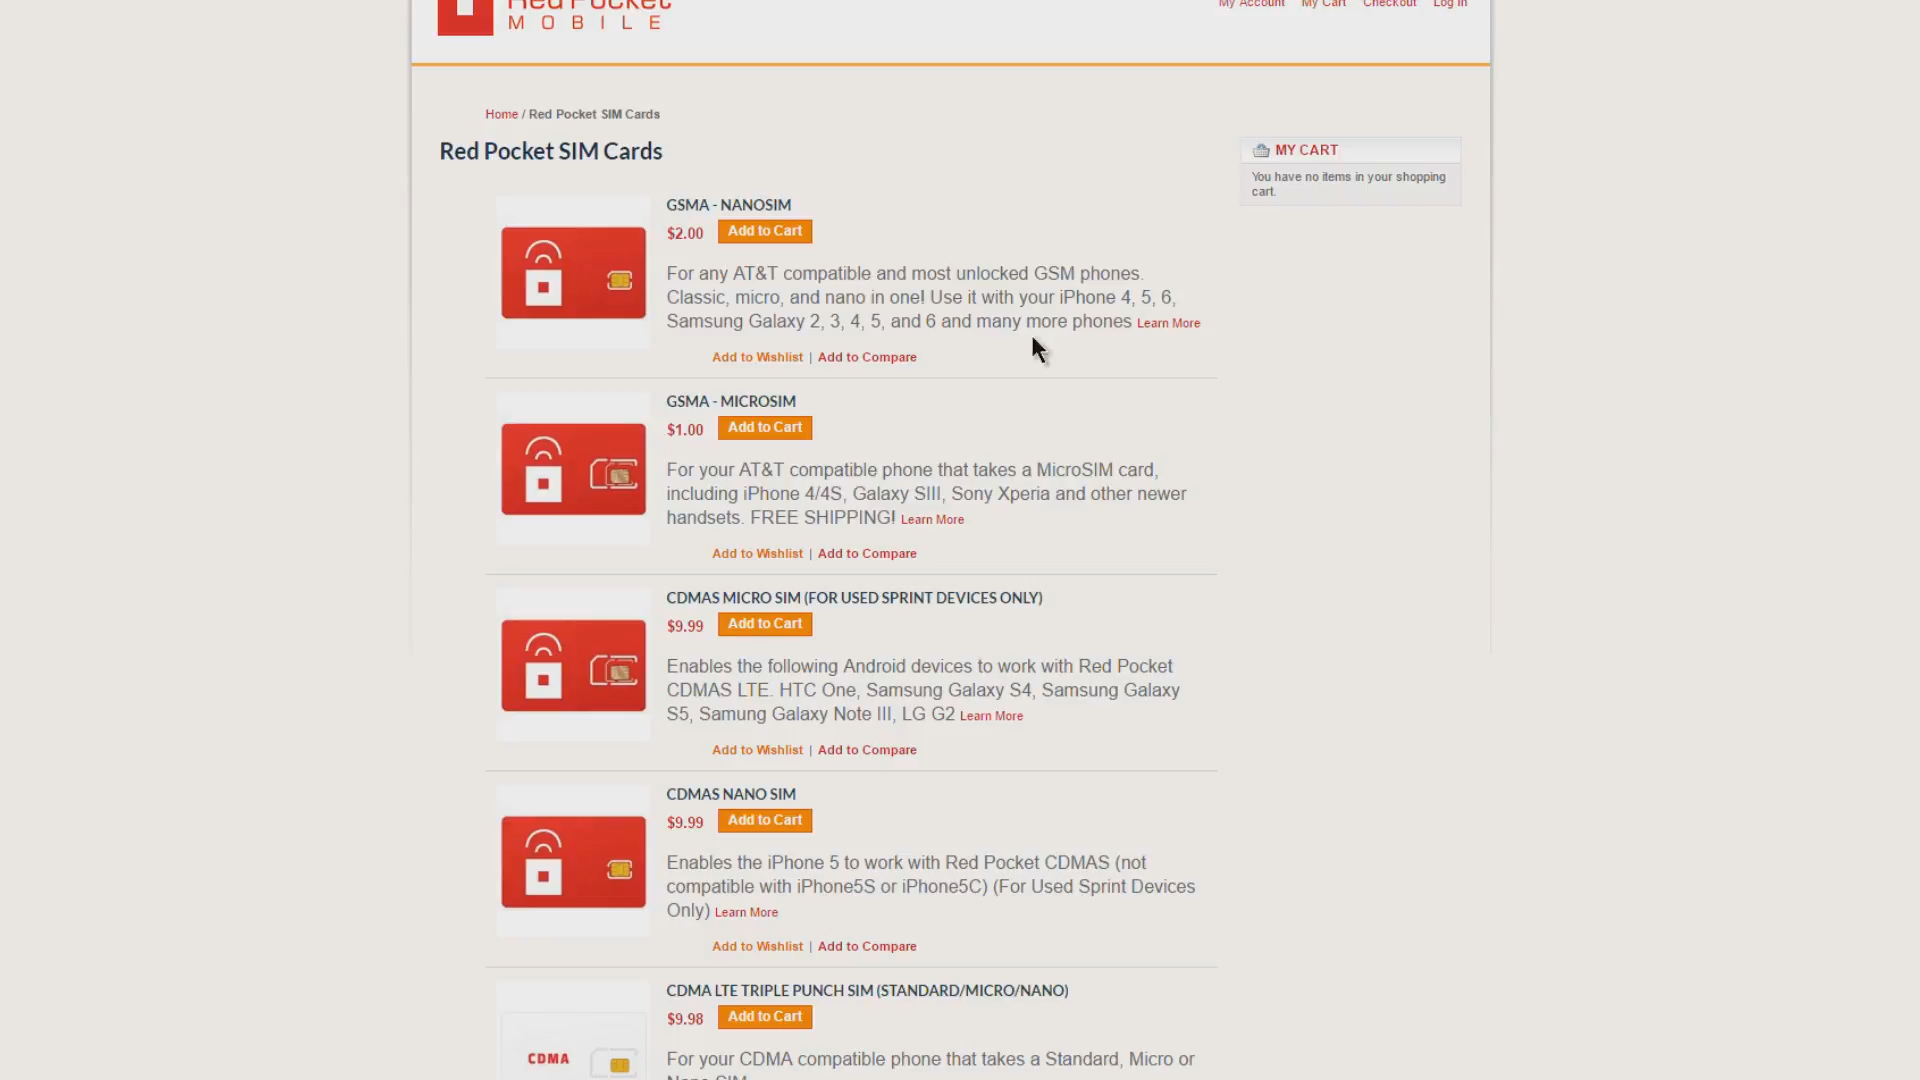 Red Pocket
MOBILE
My Account My Cart Checkout Log In
Home / Red Pocket SIM Cards
Red Pocket SIM Cards
MY CART
You have no items in your shopping
cart.
GSMA - NANOSIM
$2.00 Add to Cart
For any AT&T compatible and most unlocked GSM phones.
Classic, micro, and nano in one! Use it with your iPhone 4, 5, 6,
Samsung Galaxy 2, 3, 4, 5, and 6 and many more phones Learn More
Add to Wishlist | Add to Compare
GSMA - MICROSIM
$1.00 Add to Cart
For your AT&T compatible phone that takes a MicroSIM card,
including iPhone 4/4S, Galaxy SIII, Sony Xperia and other newer
handsets. FREE SHIPPING! Learn More
Add to Wishlist | Add to Compare
CDMAS MICRO SIM (FOR USED SPRINT DEVICES ONLY)
$9.99 Add to Cart
Enables the following Android devices to work with Red Pocket
CDMAS LTE. HTC One, Samsung Galaxy S4, Samsung Galaxy
S5, Samung Galaxy Note III, LG G2 Learn More
Add to Wishlist | Add to Compare
CDMAS NANO SIM
$9.99 Add to Cart
Enables the iPhone 5 to work with Red Pocket CDMAS (not
compatible with iPhone5S or iPhone5C) (For Used Sprint Devices
Only) Learn More
Add to Wishlist | Add to Compare
CDMA LTE TRIPLE PUNCH SIM (STANDARD/MICRO/NANO)
$9.98 Add to Cart
CDMA
For your CDMA compatible phone that takes a Standard, Micro or
Nano SIM